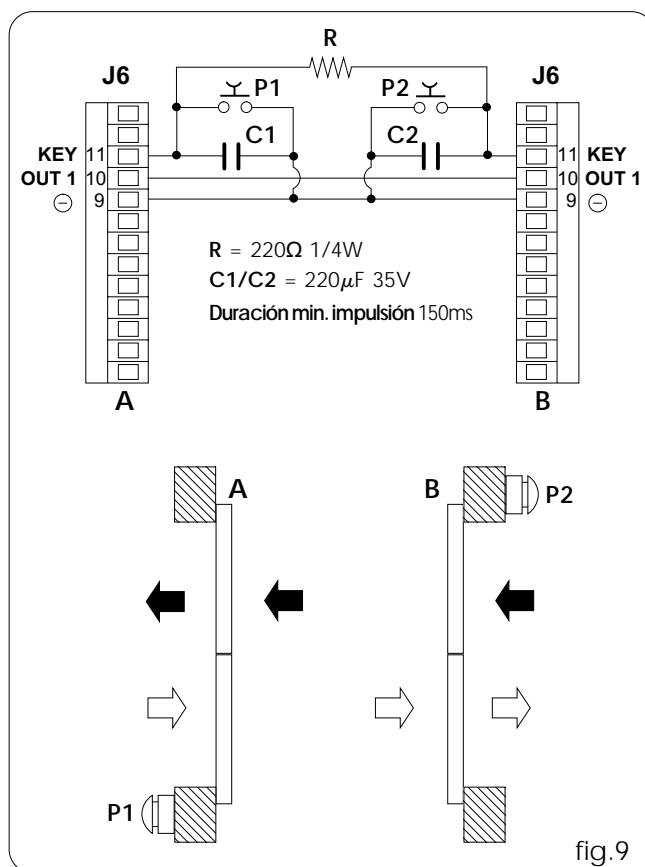 R
J6 P1 P2 J6
C1 C2
KEY 11 11 KEY
OUT 1 10 10 OUT 1
⊖ 9 9 ⊖
R = 220Ω 1/4W
C1/C2 = 220µF 35V
Duración min. impulsión 150ms
A B
A B P2
P1
fig.9